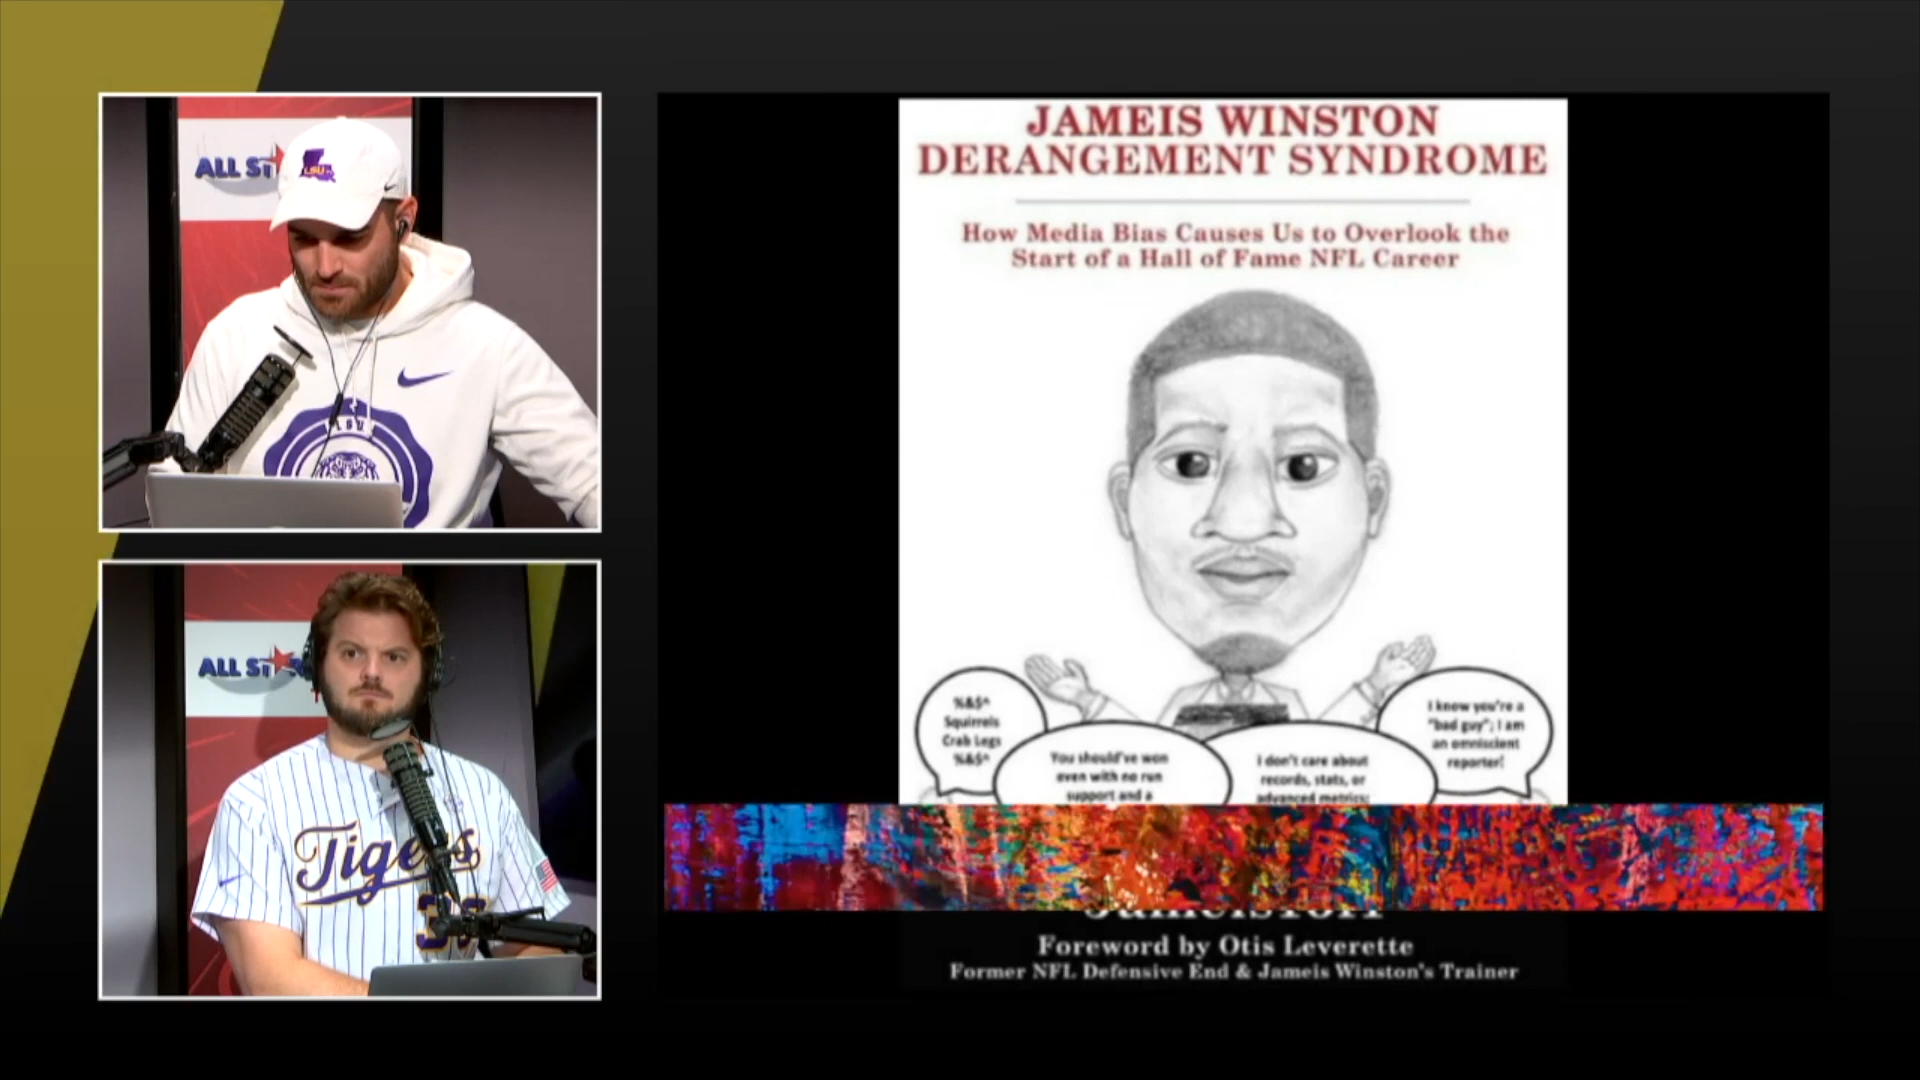 LSU
ALL ST
LSU
ALL STAR
Tigers
JAMEIS WINSTON
DERANGEMENT SYNDROME
How Media Bias Causes Us to Overlook the
Start of a Hall of Fame NFL Career
%&$^
Squirrels
Crab Legs
%&$^
You should've won
even with no run
support and a
I don't care about
records, stats, or
advanced metrics;
I know you're a
"bad guy"; I am
an omniscient
reporter!
Foreword by Otis Leverette
Former NFL Defensive End & Jameis Winston's Trainer